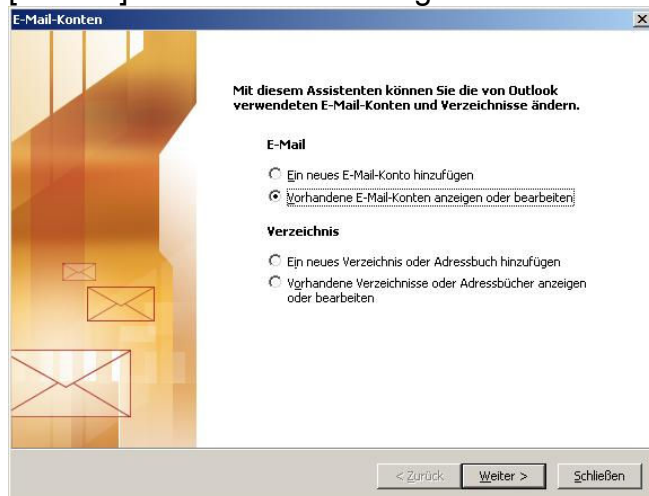 E-Mail-Konten
Mit diesem Assistenten können Sie die von Outlook
verwendeten E-Mail-Konten und Verzeichnisse ändern.
E-Mail
Ein neues E-Mail-Konto hinzufügen
Vorhandene E-Mail-Konten anzeigen oder bearbeiten
Verzeichnis
Ein neues Verzeichnis oder Adressbuch hinzufügen
Vorhandene Verzeichnisse oder Adressbücher anzeigen
oder bearbeiten
< Zurück Weiter > Schließen